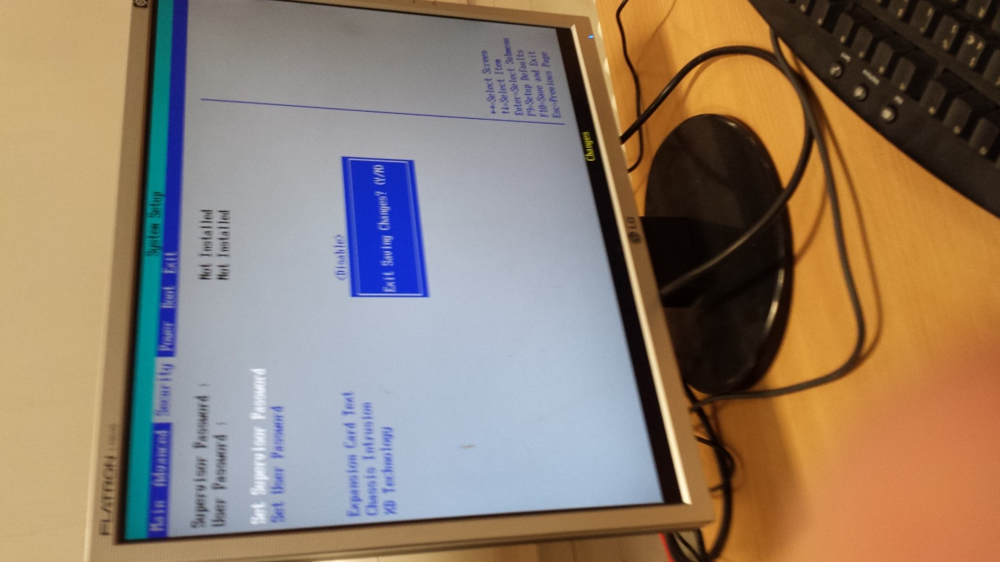 FLATRON
System Setup
Main Advanced Security Power Boot Exit
Supervisor Password : Not Installed
User Password : Not Installed
Set Supervisor Password
Set User Password
Expansion Card Text <Disable>
Chassis Intrusion
XD Technology
Exit Saving Changes? (Y/N)
↔=Select Screen
↑↓=Select Item
Enter=Select Submenu
F9=Setup Defaults
F10=Save and Exit
Esc=Previous Page
Changes
LG